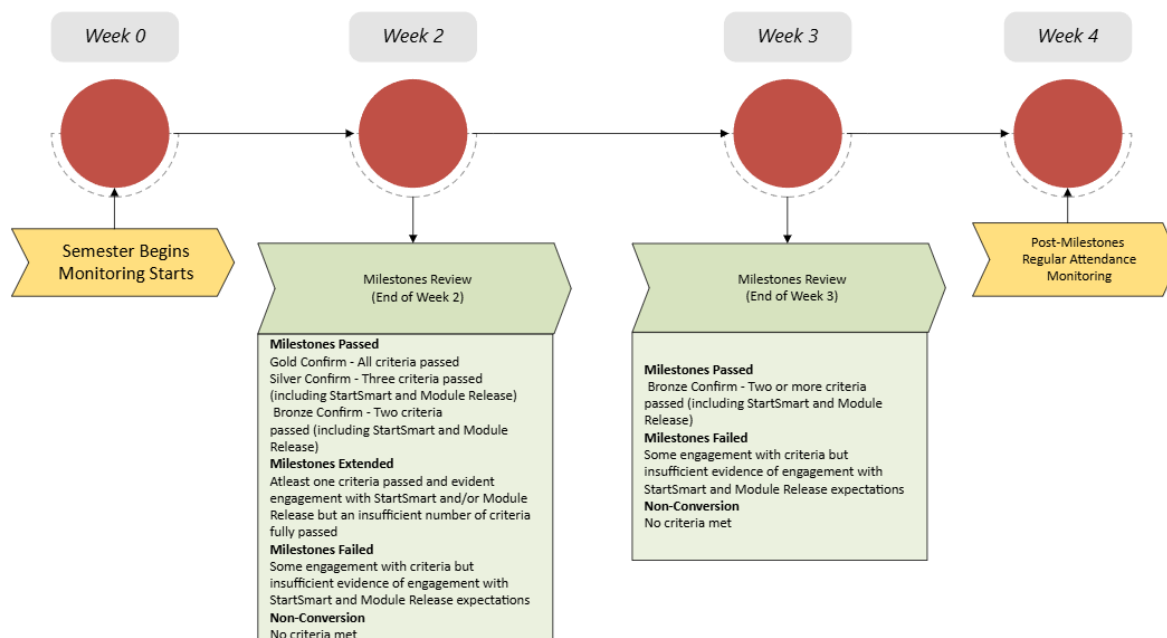 Week 0
Week 2
Week 3
Week 4
Semester Begins
Monitoring Starts
Milestones Review
(End of Week 2)
Milestones Passed
Gold Confirm - All criteria passed
Silver Confirm - Three criteria passed
(including StartSmart and Module Release)
Bronze Confirm - Two criteria
passed (including StartSmart and Module
Release)
Milestones Extended
Atleast one criteria passed and evident
engagement with StartSmart and/or Module
Release but an insufficient number of criteria
fully passed
Milestones Failed
Some engagement with criteria but
insufficient evidence of engagement with
StartSmart and Module Release expectations
Non-Conversion
No criteria met
Milestones Review
(End of Week 3)
Milestones Passed
Bronze Confirm - Two or more criteria
passed (including StartSmart and Module
Release)
Milestones Failed
Some engagement with criteria but
insufficient evidence of engagement with
StartSmart and Module Release expectations
Non-Conversion
No criteria met
Post-Milestones
Regular Attendance
Monitoring